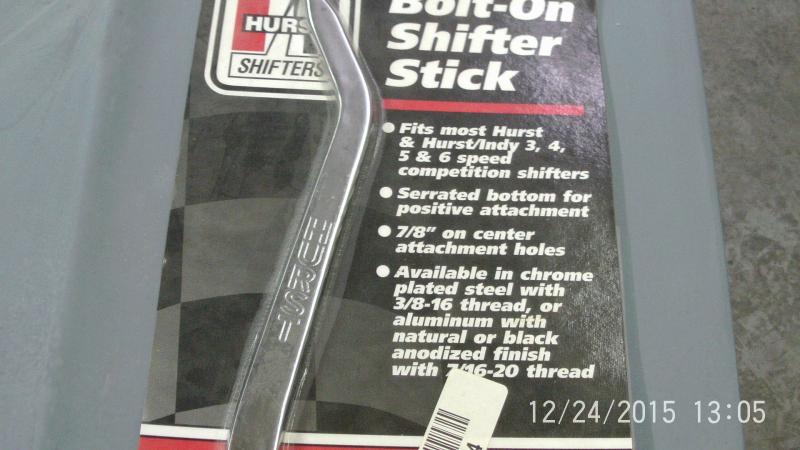 Bolt-On
Shifter
Stick
HURST
SHIFTERS
• Fits most Hurst
& Hurst/Indy 3, 4,
5 & 6 speed
competition shifters
• Serrated bottom for
positive attachment
• 7/8" on center
attachment holes
• Available in chrome
plated steel with
3/8-16 thread, or
aluminum with
natural or black
anodized finish
with 7/16-20 thread
HURST
4
12/24/2015 13:05